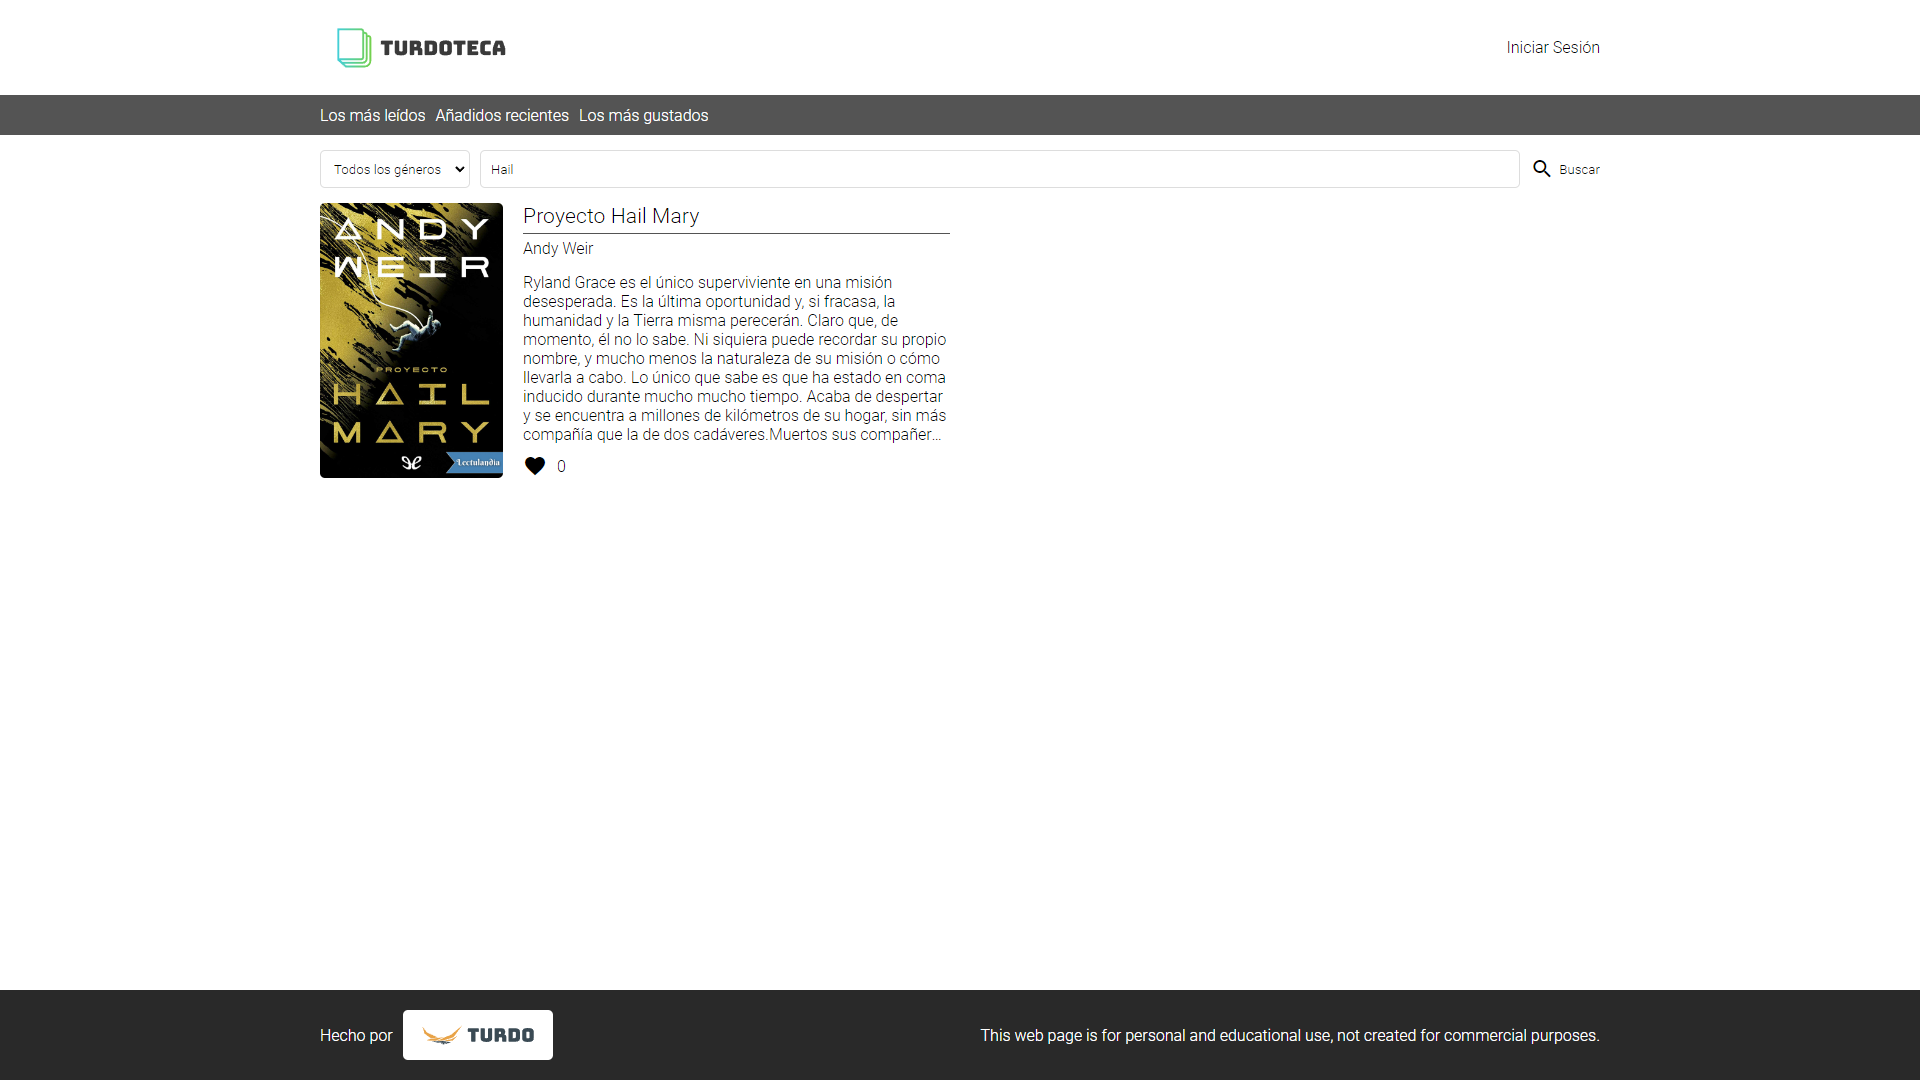 TURDOTECA
Iniciar Sesión
Los más leídos Añadidos recientes Los más gustados
Todos los géneros
Hail
Buscar
ANDY
WEIR
PROYECTO
HAIL
MARY
Lectulandia
Proyecto Hail Mary
Andy Weir
Ryland Grace es el único superviviente en una misión
desesperada. Es la última oportunidad y, si fracasa, la
humanidad y la Tierra misma perecerán. Claro que, de
momento, él no lo sabe. Ni siquiera puede recordar su propio
nombre, y mucho menos la naturaleza de su misión o cómo
llevarla a cabo. Lo único que sabe es que ha estado en coma
inducido durante mucho mucho tiempo. Acaba de despertar
y se encuentra a millones de kilómetros de su hogar, sin más
compañía que la de dos cadáveres.Muertos sus compañer...
0
Hecho por
TURDO
This web page is for personal and educational use, not created for commercial purposes.